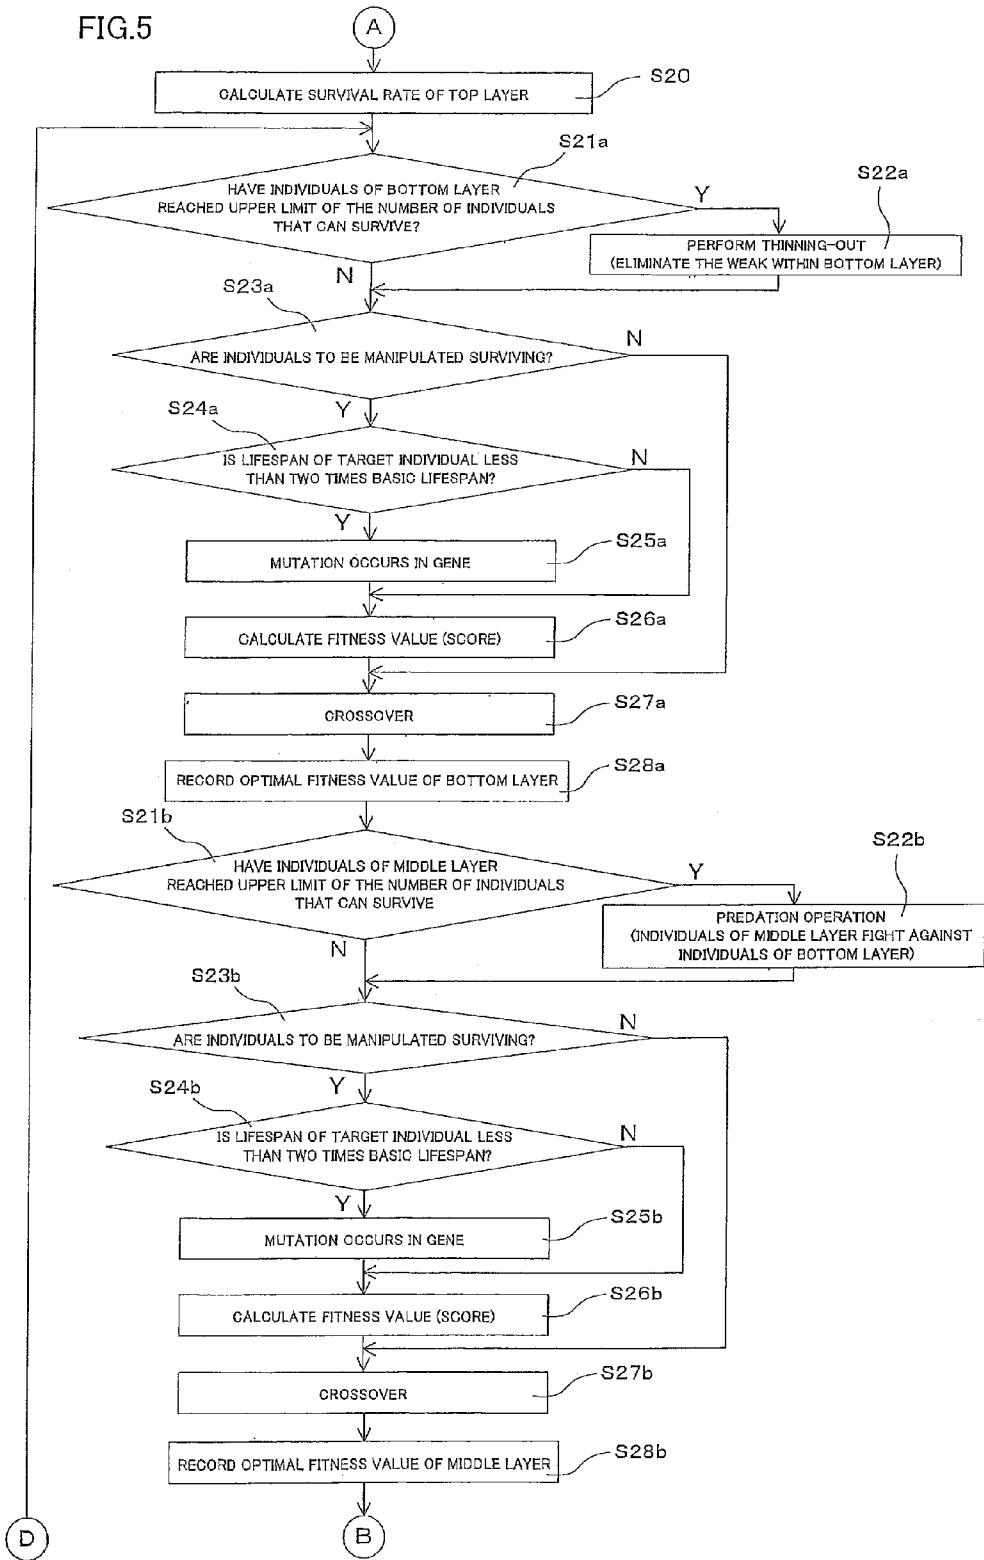 FIG.5
A
CALCULATE SURVIVAL RATE OF TOP LAYER
S20
S21a
HAVE INDIVIDUALS OF BOTTOM LAYER
REACHED UPPER LIMIT OF THE NUMBER OF INDIVIDUALS
THAT CAN SURVIVE?
Y
S22a
PERFORM THINNING-OUT
(ELIMINATE THE WEAK WITHIN BOTTOM LAYER)
N
S23a
ARE INDIVIDUALS TO BE MANIPULATED SURVIVING?
N
Y
S24a
IS LIFESPAN OF TARGET INDIVIDUAL LESS
THAN TWO TIMES BASIC LIFESPAN?
N
Y
S25a
MUTATION OCCURS IN GENE
S26a
CALCULATE FITNESS VALUE (SCORE)
S27a
CROSSOVER
S28a
RECORD OPTIMAL FITNESS VALUE OF BOTTOM LAYER
S21b
HAVE INDIVIDUALS OF MIDDLE LAYER
REACHED UPPER LIMIT OF THE NUMBER OF INDIVIDUALS
THAT CAN SURVIVE
Y
S22b
PREDATION OPERATION
(INDIVIDUALS OF MIDDLE LAYER FIGHT AGAINST
INDIVIDUALS OF BOTTOM LAYER)
N
S23b
ARE INDIVIDUALS TO BE MANIPULATED SURVIVING?
N
Y
S24b
IS LIFESPAN OF TARGET INDIVIDUAL LESS
THAN TWO TIMES BASIC LIFESPAN?
N
Y
S25b
MUTATION OCCURS IN GENE
S26b
CALCULATE FITNESS VALUE (SCORE)
S27b
CROSSOVER
S28b
RECORD OPTIMAL FITNESS VALUE OF MIDDLE LAYER
D
B